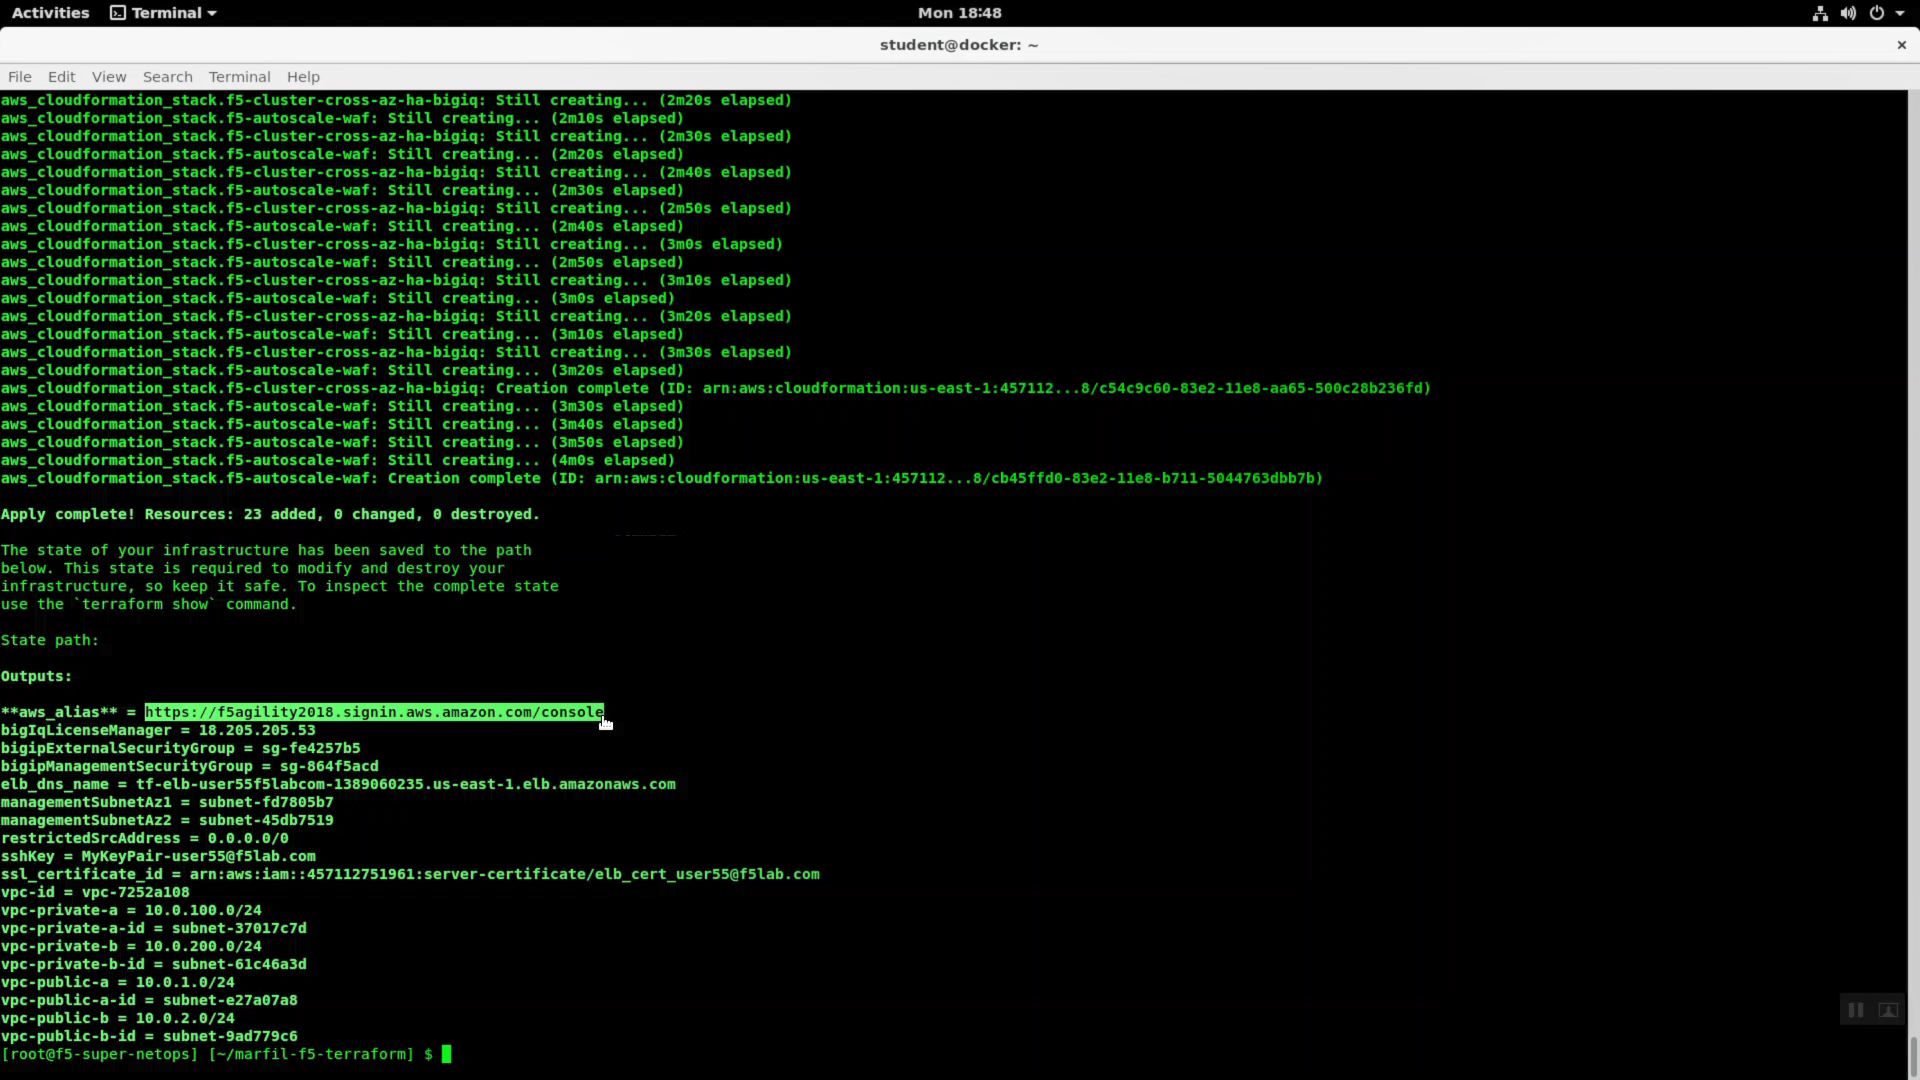 Activities Terminal Mon 18:48
student@docker: ~
File Edit View Search Terminal Help
aws_cloudformation_stack.f5-cluster-cross-az-ha-bigiq: Still creating... (2m20s elapsed)
aws_cloudformation_stack.f5-autoscale-waf: Still creating... (2m10s elapsed)
aws_cloudformation_stack.f5-cluster-cross-az-ha-bigiq: Still creating... (2m30s elapsed)
aws_cloudformation_stack.f5-autoscale-waf: Still creating... (2m20s elapsed)
aws_cloudformation_stack.f5-cluster-cross-az-ha-bigiq: Still creating... (2m40s elapsed)
aws_cloudformation_stack.f5-autoscale-waf: Still creating... (2m30s elapsed)
aws_cloudformation_stack.f5-cluster-cross-az-ha-bigiq: Still creating... (2m50s elapsed)
aws_cloudformation_stack.f5-autoscale-waf: Still creating... (2m40s elapsed)
aws_cloudformation_stack.f5-cluster-cross-az-ha-bigiq: Still creating... (3m0s elapsed)
aws_cloudformation_stack.f5-autoscale-waf: Still creating... (2m50s elapsed)
aws_cloudformation_stack.f5-cluster-cross-az-ha-bigiq: Still creating... (3m10s elapsed)
aws_cloudformation_stack.f5-autoscale-waf: Still creating... (3m0s elapsed)
aws_cloudformation_stack.f5-cluster-cross-az-ha-bigiq: Still creating... (3m20s elapsed)
aws_cloudformation_stack.f5-autoscale-waf: Still creating... (3m10s elapsed)
aws_cloudformation_stack.f5-cluster-cross-az-ha-bigiq: Still creating... (3m30s elapsed)
aws_cloudformation_stack.f5-autoscale-waf: Still creating... (3m20s elapsed)
aws_cloudformation_stack.f5-cluster-cross-az-ha-bigiq: Creation complete (ID: arn:aws:cloudformation:us-east-1:457112...8/c54c9c60-83e2-11e8-aa65-500c28b236fd)
aws_cloudformation_stack.f5-autoscale-waf: Still creating... (3m30s elapsed)
aws_cloudformation_stack.f5-autoscale-waf: Still creating... (3m40s elapsed)
aws_cloudformation_stack.f5-autoscale-waf: Still creating... (3m50s elapsed)
aws_cloudformation_stack.f5-autoscale-waf: Still creating... (4m0s elapsed)
aws_cloudformation_stack.f5-autoscale-waf: Creation complete (ID: arn:aws:cloudformation:us-east-1:457112...8/cb45ffd0-83e2-11e8-b711-5044763dbb7b)
Apply complete! Resources: 23 added, 0 changed, 0 destroyed.
The state of your infrastructure has been saved to the path
below. This state is required to modify and destroy your
infrastructure, so keep it safe. To inspect the complete state
use the `terraform show` command.
State path:
Outputs:
**aws_alias** = https://f5agility2018.signin.aws.amazon.com/console
bigIqLicenseManager = 18.205.205.53
bigipExternalSecurityGroup = sg-fe4257b5
bigipManagementSecurityGroup = sg-864f5acd
elb_dns_name = tf-elb-user55f5labcom-1389060235.us-east-1.elb.amazonaws.com
managementSubnetAz1 = subnet-fd7805b7
managementSubnetAz2 = subnet-45db7519
restrictedSrcAddress = 0.0.0.0/0
sshKey = MyKeyPair-user55@f5lab.com
ssl_certificate_id = arn:aws:iam::457112751961:server-certificate/elb_cert_user55@f5lab.com
vpc-id = vpc-7252a108
vpc-private-a = 10.0.100.0/24
vpc-private-a-id = subnet-37017c7d
vpc-private-b = 10.0.200.0/24
vpc-private-b-id = subnet-61c46a3d
vpc-public-a = 10.0.1.0/24
vpc-public-a-id = subnet-e27a07a8
vpc-public-b = 10.0.2.0/24
vpc-public-b-id = subnet-9ad779c6
[root@f5-super-netops] [~/marfil-f5-terraform] $